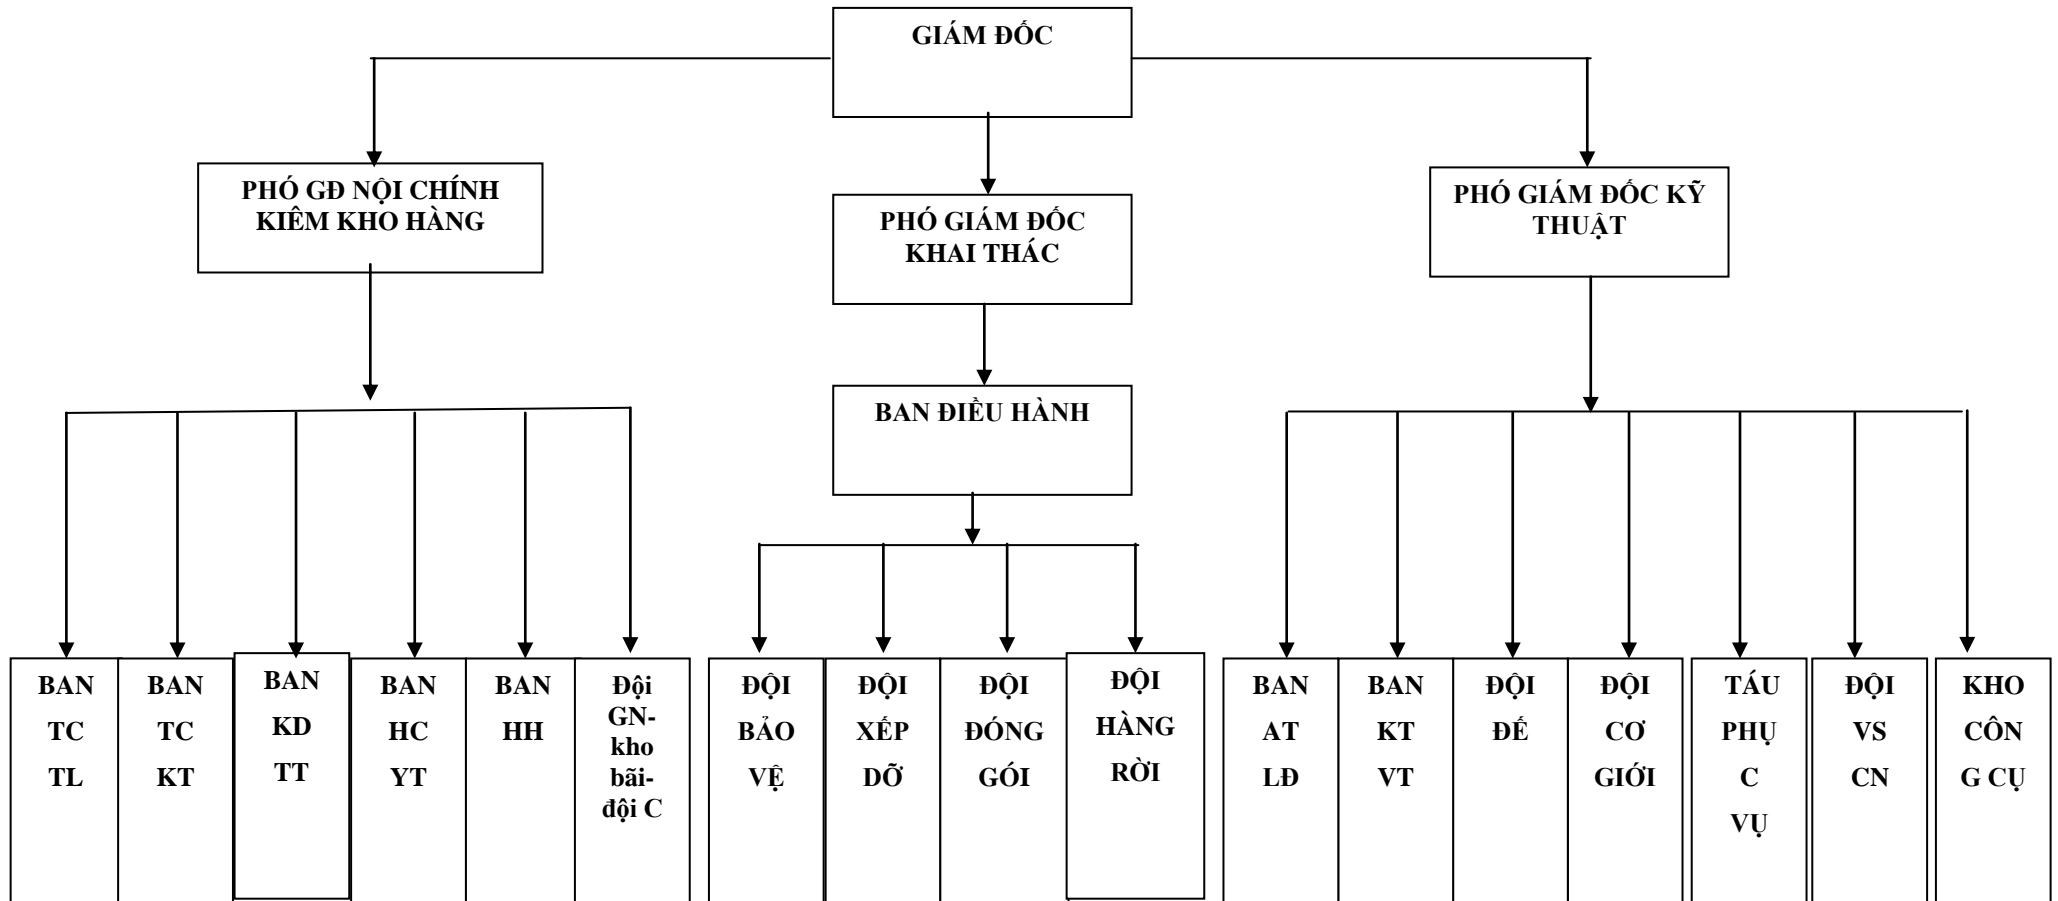 GIÁM ĐỐC
PHÓ GĐ NỘI CHÍNH
KIÊM KHO HÀNG
PHÓ GIÁM ĐỐC
KHAI THÁC
PHÓ GIÁM ĐỐC KỸ
THUẬT
BAN ĐIỀU HÀNH
BAN
TC
TL
BAN
TC
KT
BAN
KD
TT
BAN
HC
YT
BAN
HH
Đội
GN-
kho
bãi-
đội C
ĐỘI
BẢO
VỆ
ĐỘI
XẾP
DỠ
ĐỘI
ĐÓNG
GÓI
ĐỘI
HÀNG
RỜI
BAN
AT
LĐ
BAN
KT
VT
ĐỘI
ĐẾ
ĐỘI
CƠ
GIỚI
TÁU
PHỤ
C
VỤ
ĐỘI
VS
CN
KHO
CÔN
G CỤ